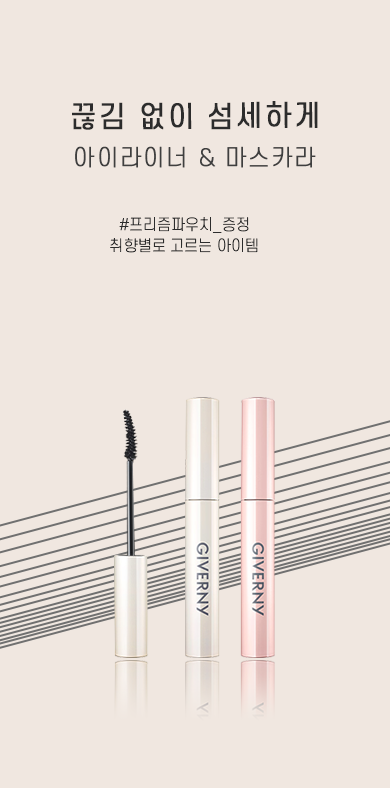 끊김 없이 섬세하게
아이라이너 & 마스카라
#프리즘파우치_증정
취향별로 고르는 아이템
GIVERNY
GIVERNY